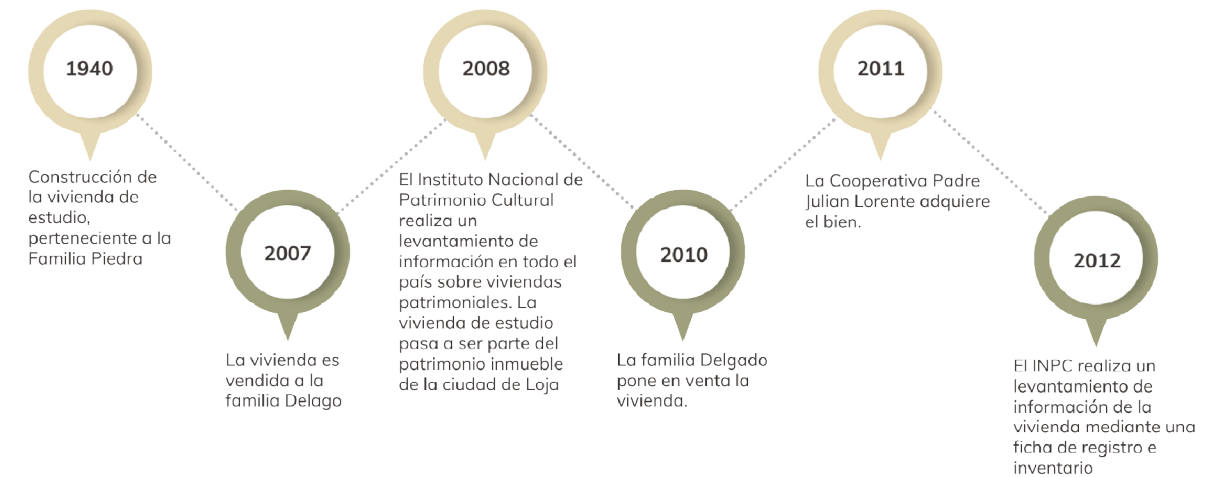 1940
Construcción de
la vivienda de
estudio,
perteneciente a la
Familia Piedra
2007
La vivienda es
vendida a la
familia Delago
2008
El Instituto Nacional de
Patrimonio Cultural
realiza un
levantamiento de
información en todo el
país sobre viviendas
patrimoniales. La
vivienda de estudio
pasa a ser parte del
patrimonio inmueble
de la ciudad de Loja
2010
La familia Delgado
pone en venta la
vivienda.
2011
La Cooperativa Padre
Julian Lorente adquiere
el bien.
2012
El INPC realiza un
levantamiento de
información de la
vivienda mediante una
ficha de registro e
inventario